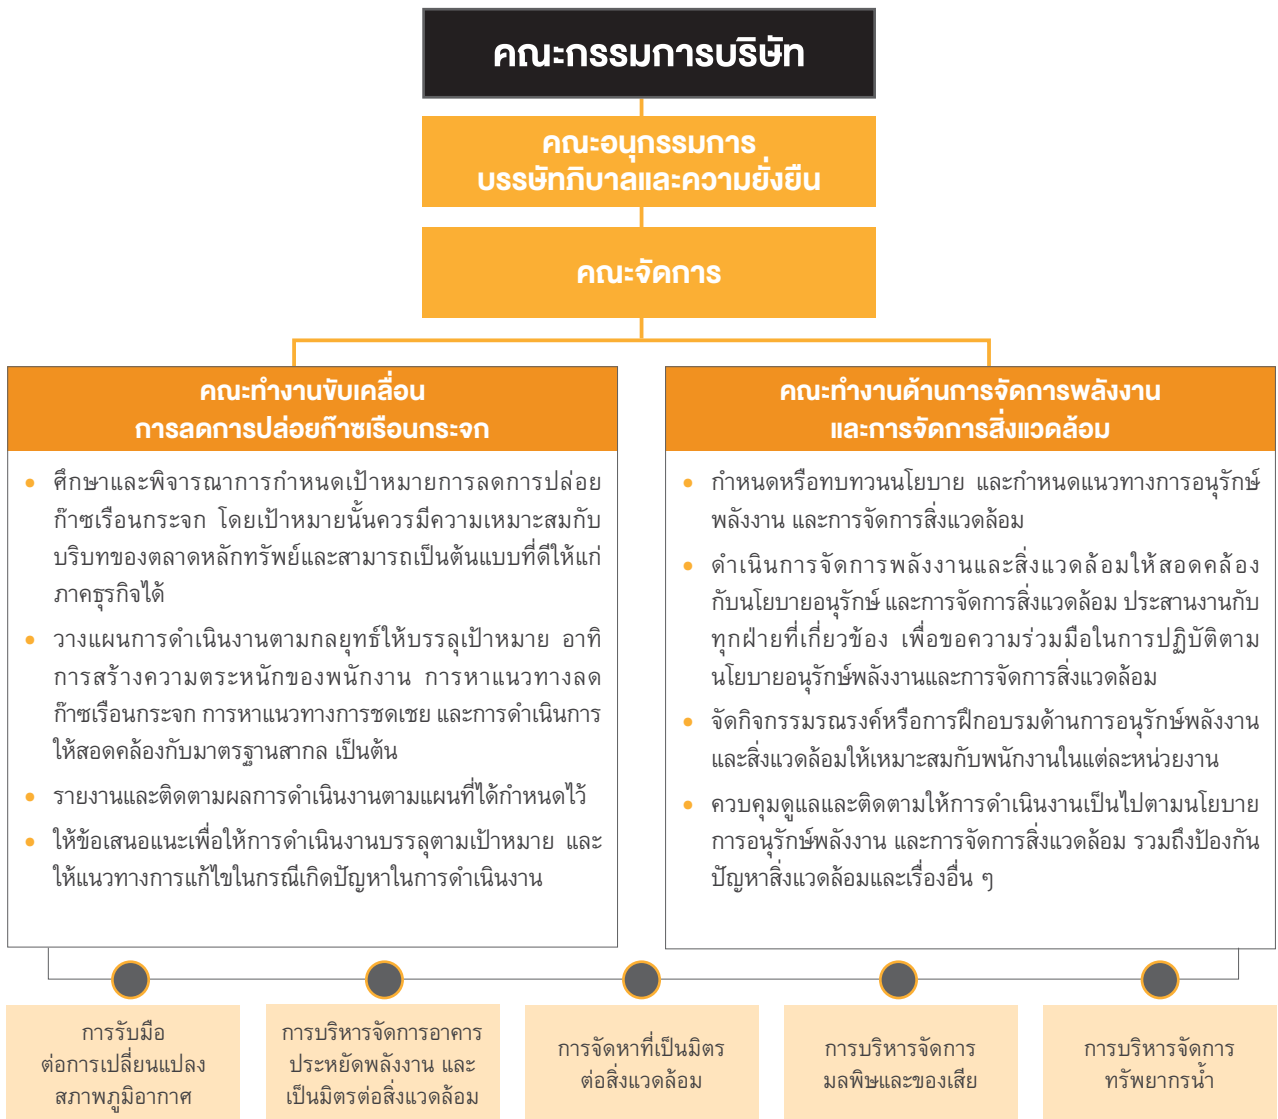 คณะกรรมการบริษัท
คณะอนุกรรมการ
บรรษัทภิบาลและความยั่งยืน
คณะจัดการ
คณะทำงานขับเคลื่อน
การลดการปล่อยก๊าซเรือนกระจก
• ศึกษาและพิจารณาการกำหนดเป้าหมายการลดการปล่อย
ก๊าซเรือนกระจก โดยเป้าหมายนั้นควรมีความเหมาะสมกับ
บริบทของตลาดหลักทรัพย์และสามารถเป็นต้นแบบที่ดีให้แก่
ภาคธุรกิจได้
• วางแผนการดำเนินงานตามกลยุทธ์ให้บรรลุเป้าหมาย อาทิ
การสร้างความตระหนักของพนักงาน การหาแนวทางลด
ก๊าซเรือนกระจก การหาแนวทางการชดเชย และการดำเนินการ
ให้สอดคล้องกับมาตรฐานสากล เป็นต้น
• รายงานและติดตามผลการดำเนินงานตามแผนที่ได้กำหนดไว้
• ให้ข้อเสนอแนะเพื่อให้การดำเนินงานบรรลุตามเป้าหมาย และ
ให้แนวทางการแก้ไขในกรณีเกิดปัญหาในการดำเนินงาน
คณะทำงานด้านการจัดการพลังงาน
และการจัดการสิ่งแวดล้อม
• กำหนดหรือทบทวนนโยบาย และกำหนดแนวทางการอนุรักษ์
พลังงาน และการจัดการสิ่งแวดล้อม
• ดำเนินการจัดการพลังงานและสิ่งแวดล้อมให้สอดคล้อง
กับนโยบายอนุรักษ์ และการจัดการสิ่งแวดล้อม ประสานงานกับ
ทุกฝ่ายที่เกี่ยวข้อง เพื่อขอความร่วมมือในการปฏิบัติตาม
นโยบายอนุรักษ์พลังงานและการจัดการสิ่งแวดล้อม
• จัดกิจกรรมรณรงค์หรือการฝึกอบรมด้านการอนุรักษ์พลังงาน
และสิ่งแวดล้อมให้เหมาะสมกับพนักงานในแต่ละหน่วยงาน
• ควบคุมดูแลและติดตามให้การดำเนินงานเป็นไปตามนโยบาย
การอนุรักษ์พลังงาน และการจัดการสิ่งแวดล้อม รวมถึงป้องกัน
ปัญหาสิ่งแวดล้อมและเรื่องอื่น ๆ
การรับมือ
ต่อการเปลี่ยนแปลง
สภาพภูมิอากาศ
การบริหารจัดการอาคาร
ประหยัดพลังงาน และ
เป็นมิตรต่อสิ่งแวดล้อม
การจัดหาที่เป็นมิตร
ต่อสิ่งแวดล้อม
การบริหารจัดการ
มลพิษและของเสีย
การบริหารจัดการ
ทรัพยากรน้ำ